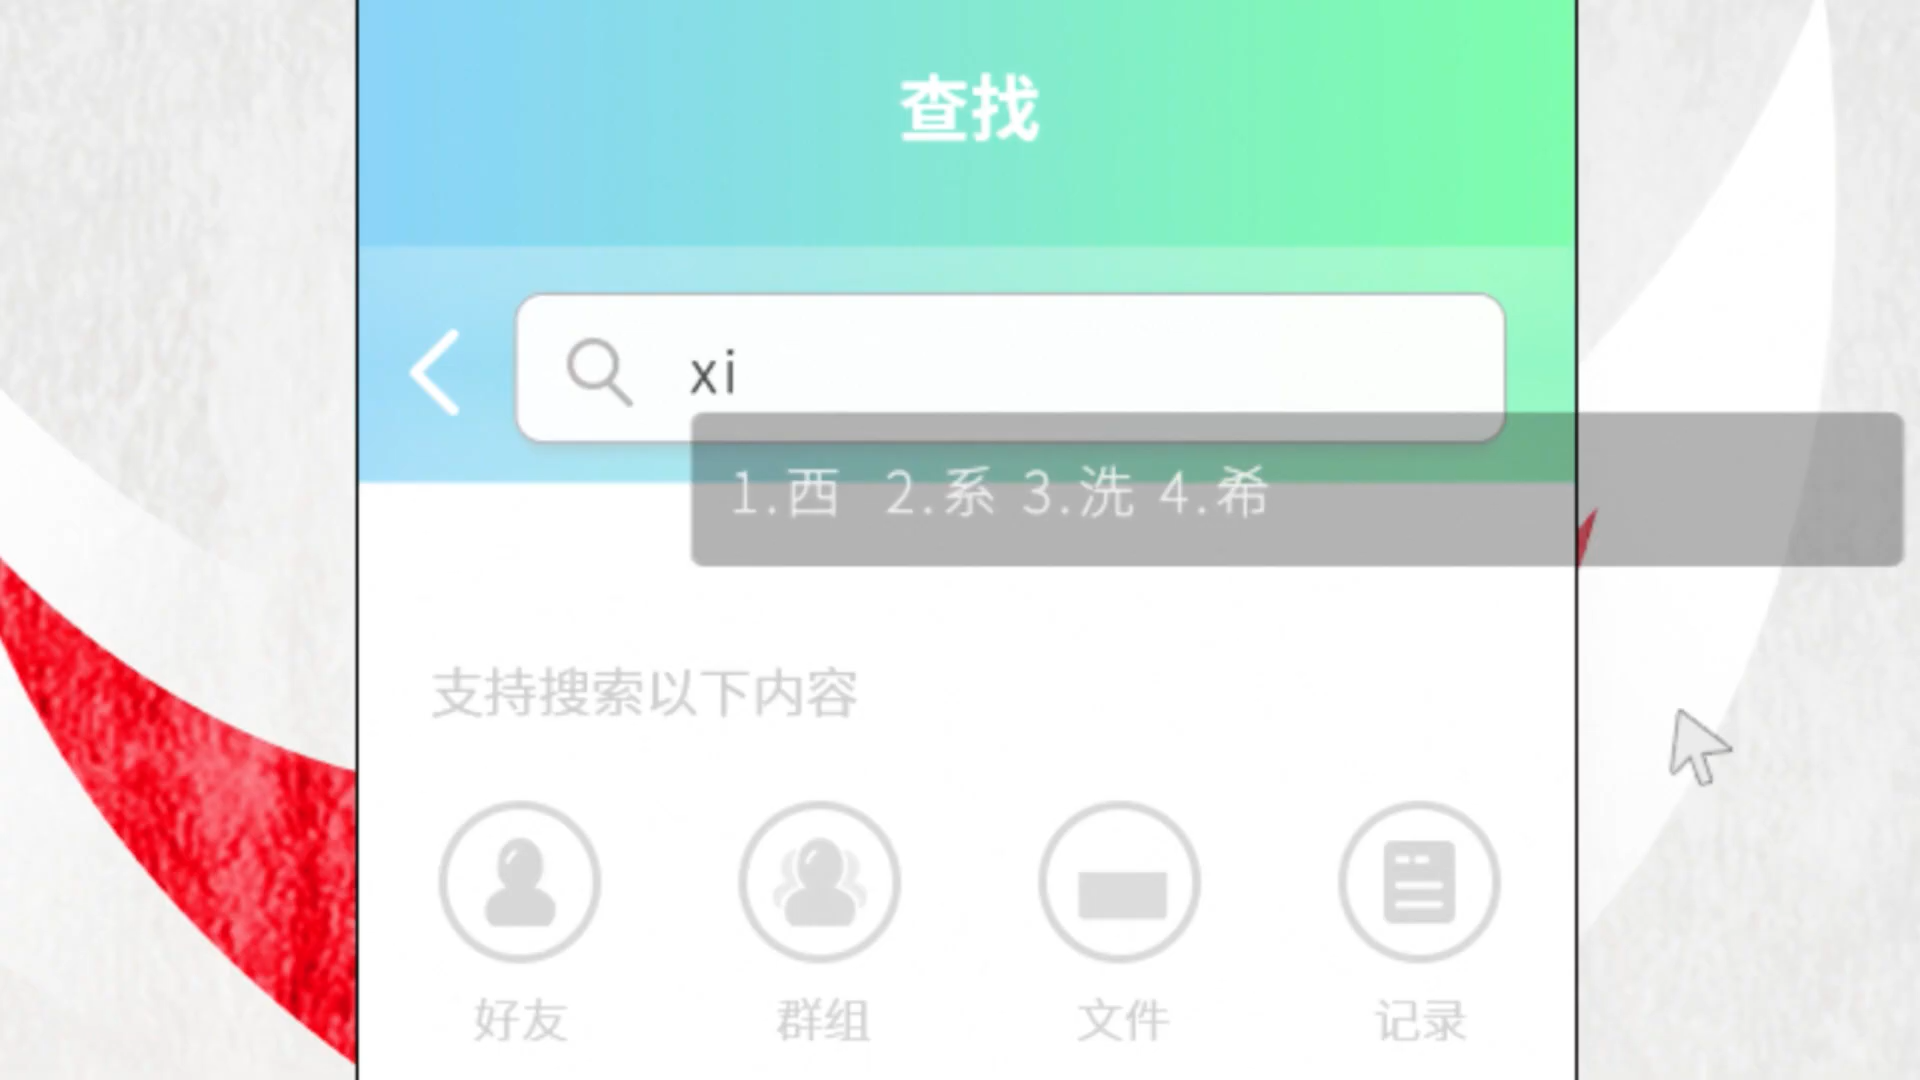 查找
xi
1.西 2.系 3.洗 4.希
支持搜索以下内容
好友 群组 文件 记录